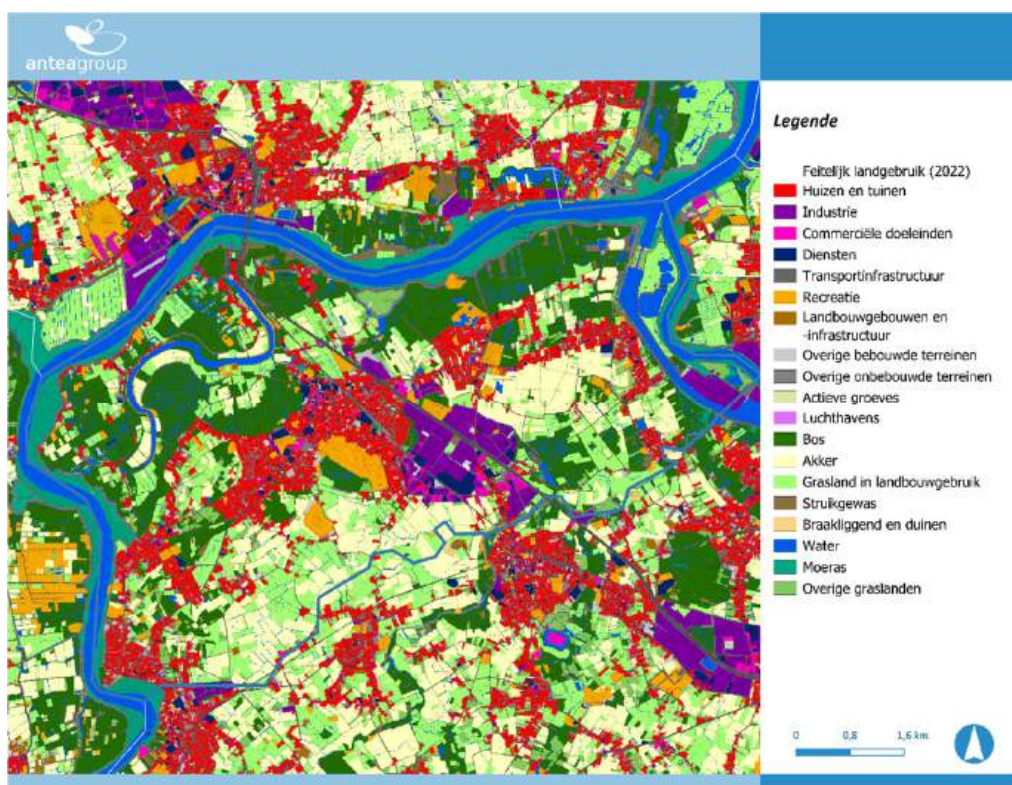 anteagroup
Legende
Feitelijk landgebruik (2022)
Huizen en tuinen
Industrie
Commerciële doeleinden
Diensten
Transportinfrastructuur
Recreatie
Landbouwgebouwen en
-infrastructuur
Overige bebouwde terreinen
Overige onbebouwde terreinen
Actieve groeves
Luchthavens
Bos
Akker
Grasland in landbouwgebruik
Struikgewas
Braakliggend en duinen
Water
Moeras
Overige graslanden
0 0,8 1,6 km